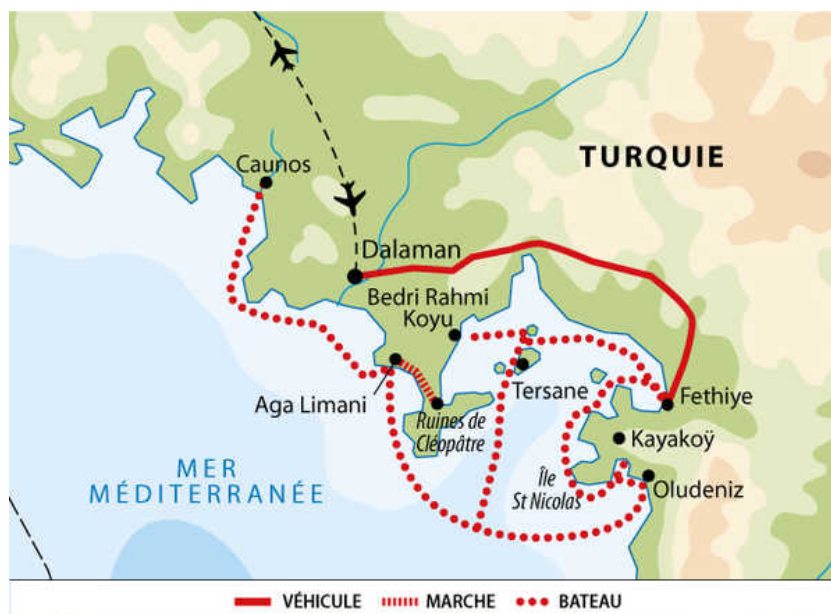 Caunos
TURQUIE
Dalaman
Bedri Rahmi
Koyu
Aga Limani
Tersane
Ruines de
Cléopâtre
Fethiye
Kayakoÿ
MER
MÉDITERRANÉE
Île
St Nicolas
Oludeniz
VÉHICULE MARCHE BATEAU